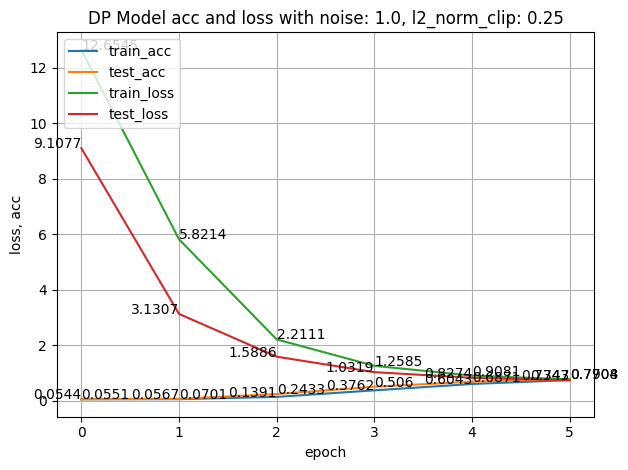 DP Model acc and loss with noise: 1.0, l2_norm_clip: 0.25
12.6545
train_acc
test_acc
train_loss
test_loss
9.1077
5.8214
3.1307
2.2111
1.5886
1.2585
1.0319
0.9081
0.8274
0.0544 0.0551 0.0567 0.0701 0.1391 0.2433 0.3762 0.506
12
10
8
6
4
2
0
loss, acc
0 1 2 3 4 5
epoch